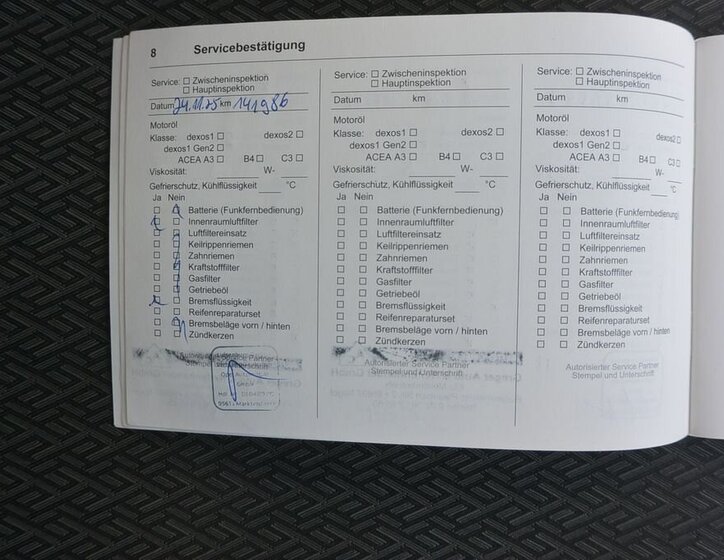 8 Servicebestätigung
Service: ☐ Zwischeninspektion
☐ Hauptinspektion
Datum 24.11.25 km 141986
Motoröl
Klasse: dexos1 ☐ dexos2 ☐
dexos1 Gen2 ☐
ACEA A3 ☐ B4 ☐ C3 ☐
Viskosität: W-
Gefrierschutz, Kühlflüssigkeit °C
Ja Nein
Batterie (Funkfernbedienung)
Innenraumluftfilter
Luftfiltereinsatz
Keilrippenriemen
Zahnriemen
Kraftstofffilter
Gasfilter
Getriebeöl
Bremsflüssigkeit
Reifenreparaturset
Bremsbeläge vorn / hinten
Zündkerzen
Service Partner
Service: ☐ Zwischeninspektion
☐ Hauptinspektion
Datum km
Motoröl
Klasse: dexos1 ☐ dexos2 ☐
dexos1 Gen2 ☐
ACEA A3 ☐ B4 ☐ C3 ☐
Viskosität: W-
Gefrierschutz, Kühlflüssigkeit °C
Ja Nein
☐ ☐ Batterie (Funkfernbedienung)
☐ ☐ Innenraumluftfilter
☐ ☐ Luftfiltereinsatz
☐ ☐ Keilrippenriemen
☐ ☐ Zahnriemen
☐ ☐ Kraftstofffilter
☐ ☐ Gasfilter
☐ ☐ Getriebeöl
☐ ☐ Bremsflüssigkeit
☐ ☐ Reifenreparaturset
☐ ☐ Bremsbeläge vorn / hinten
☐ ☐ Zündkerzen
Autorisierter Service Partner
Stempel und Unterschrift
Service: ☐ Zwischeninspektion
☐ Hauptinspektion
Datum km
Motoröl
Klasse: dexos1 ☐ dexos2 ☐
dexos1 Gen2 ☐
ACEA A3 ☐ B4 ☐ C3 ☐
Viskosität: W-
Gefrierschutz, Kühlflüssigkeit °C
Ja Nein
☐ ☐ Batterie (Funkfernbedienung)
☐ ☐ Innenraumluftfilter
☐ ☐ Luftfiltereinsatz
☐ ☐ Keilrippenriemen
☐ ☐ Zahnriemen
☐ ☐ Kraftstofffilter
☐ ☐ Gasfilter
☐ ☐ Getriebeöl
☐ ☐ Bremsflüssigkeit
☐ ☐ Reifenreparaturset
☐ ☐ Bremsbeläge vorn / hinten
☐ ☐ Zündkerzen
Autorisierter Service Partner
Stempel und Unterschrift